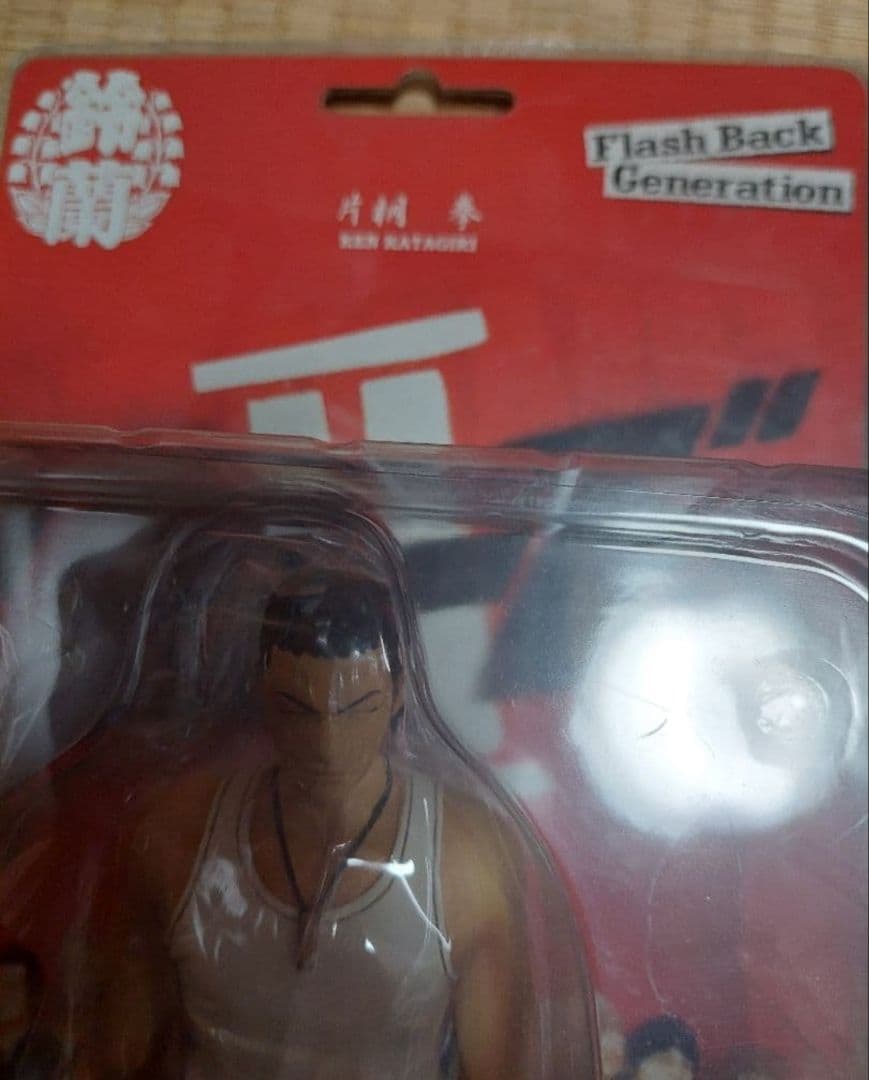 鈴
蘭
片桐 拳
KEN KATAGIRI
Flash Back
Generation